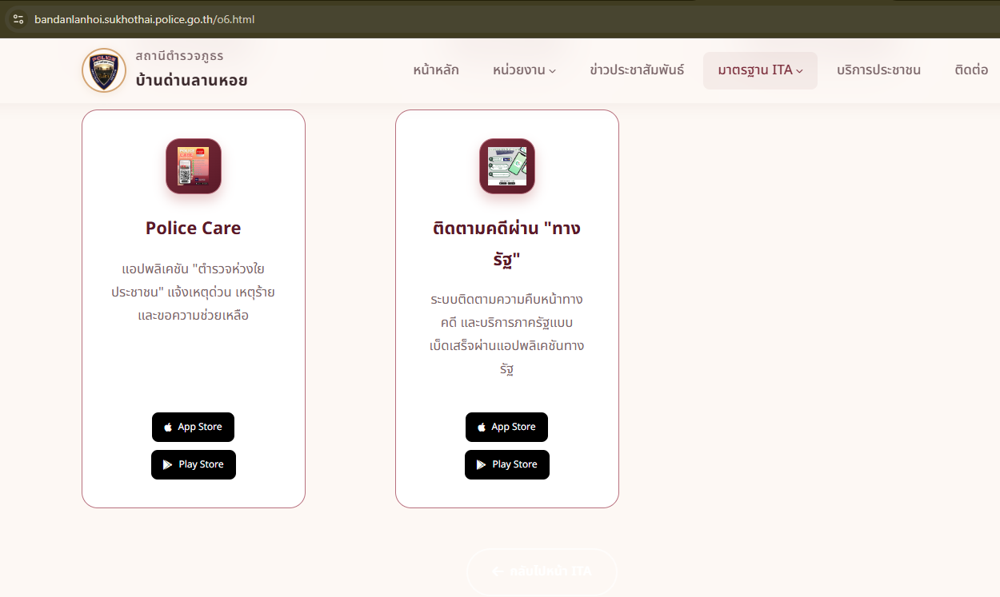 bandanlanhoi.sukhothai.police.go.th/o6.html
สถานีตำรวจภูธร
บ้านด่านลานหอย
หน้าหลัก
หน่วยงาน
ข่าวประชาสัมพันธ์
มาตรฐาน ITA
บริการประชาชน
ติดต่อ
Police Care
แอปพลิเคชัน "ตำรวจห่วงใย
ประชาชน" แจ้งเหตุด่วน เหตุร้าย
และขอความช่วยเหลือ
App Store
Play Store
ติดตามคดีผ่าน "ทาง
รัฐ"
ระบบติดตามความคืบหน้าทาง
คดี และบริการภาครัฐแบบ
เบ็ดเสร็จผ่านแอปพลิเคชันทาง
รัฐ
App Store
Play Store
← กลับไปหน้า ITA